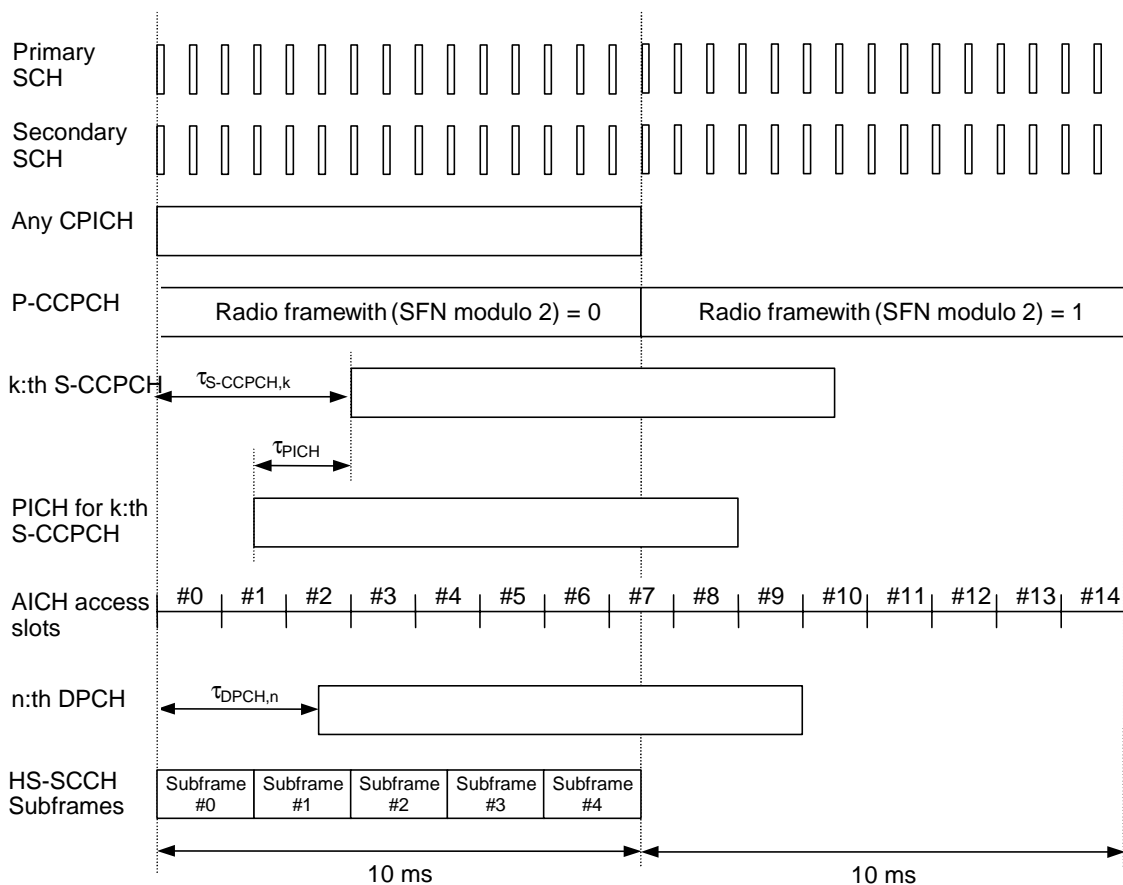 Primary
SCH
Secondary
SCH
Any CPICH
P-CCPCH
Radio framewith (SFN modulo 2) = 0
Radio framewith (SFN modulo 2) = 1
k:th S-CCPCH
τS-CCPCH,k
τPICH
PICH for k:th
S-CCPCH
AICH access
slots
#0 #1 #2 #3 #4 #5 #6 #7 #8 #9 #10 #11 #12 #13 #14
n:th DPCH
τDPCH,n
HS-SCCH
Subframes
Subframe
#0
Subframe
#1
Subframe
#2
Subframe
#3
Subframe
#4
10 ms
10 ms